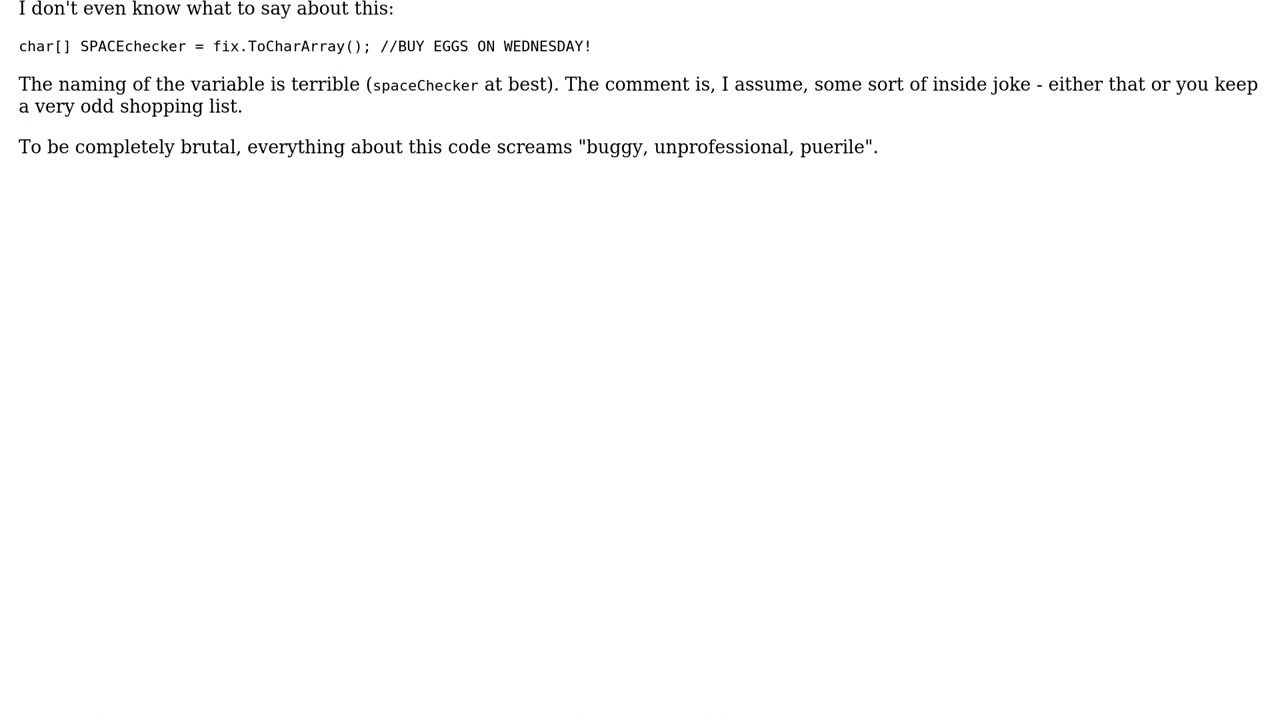 I don't even know what to say about this:
char[] SPACEchecker = fix.ToCharArray(); //BUY EGGS ON WEDNESDAY!
The naming of the variable is terrible (spaceChecker at best). The comment is, I assume, some sort of inside joke - either that or you keep
a very odd shopping list.
To be completely brutal, everything about this code screams "buggy, unprofessional, puerile".